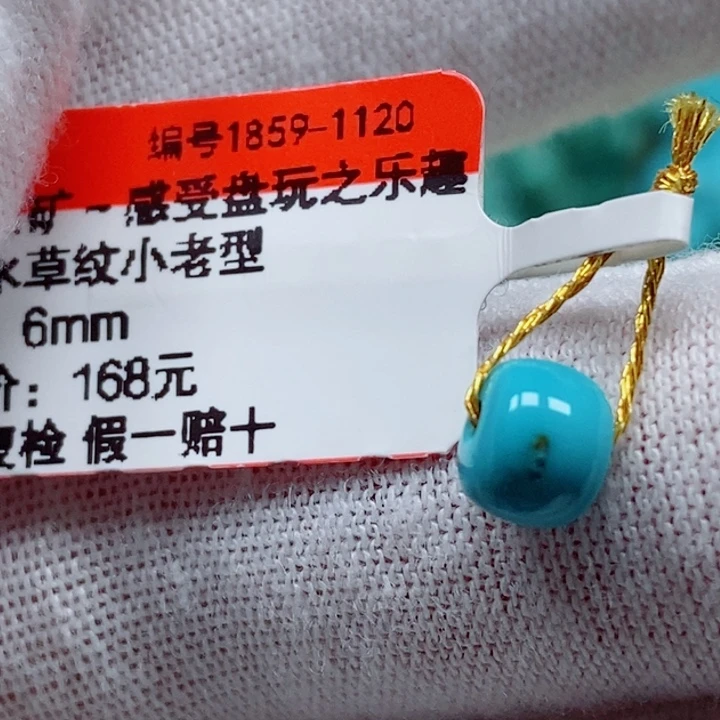 编号1859-1120
矿~感受盘玩之乐趣
水草纹小老型
6mm
价：168元
复检 假一赔十